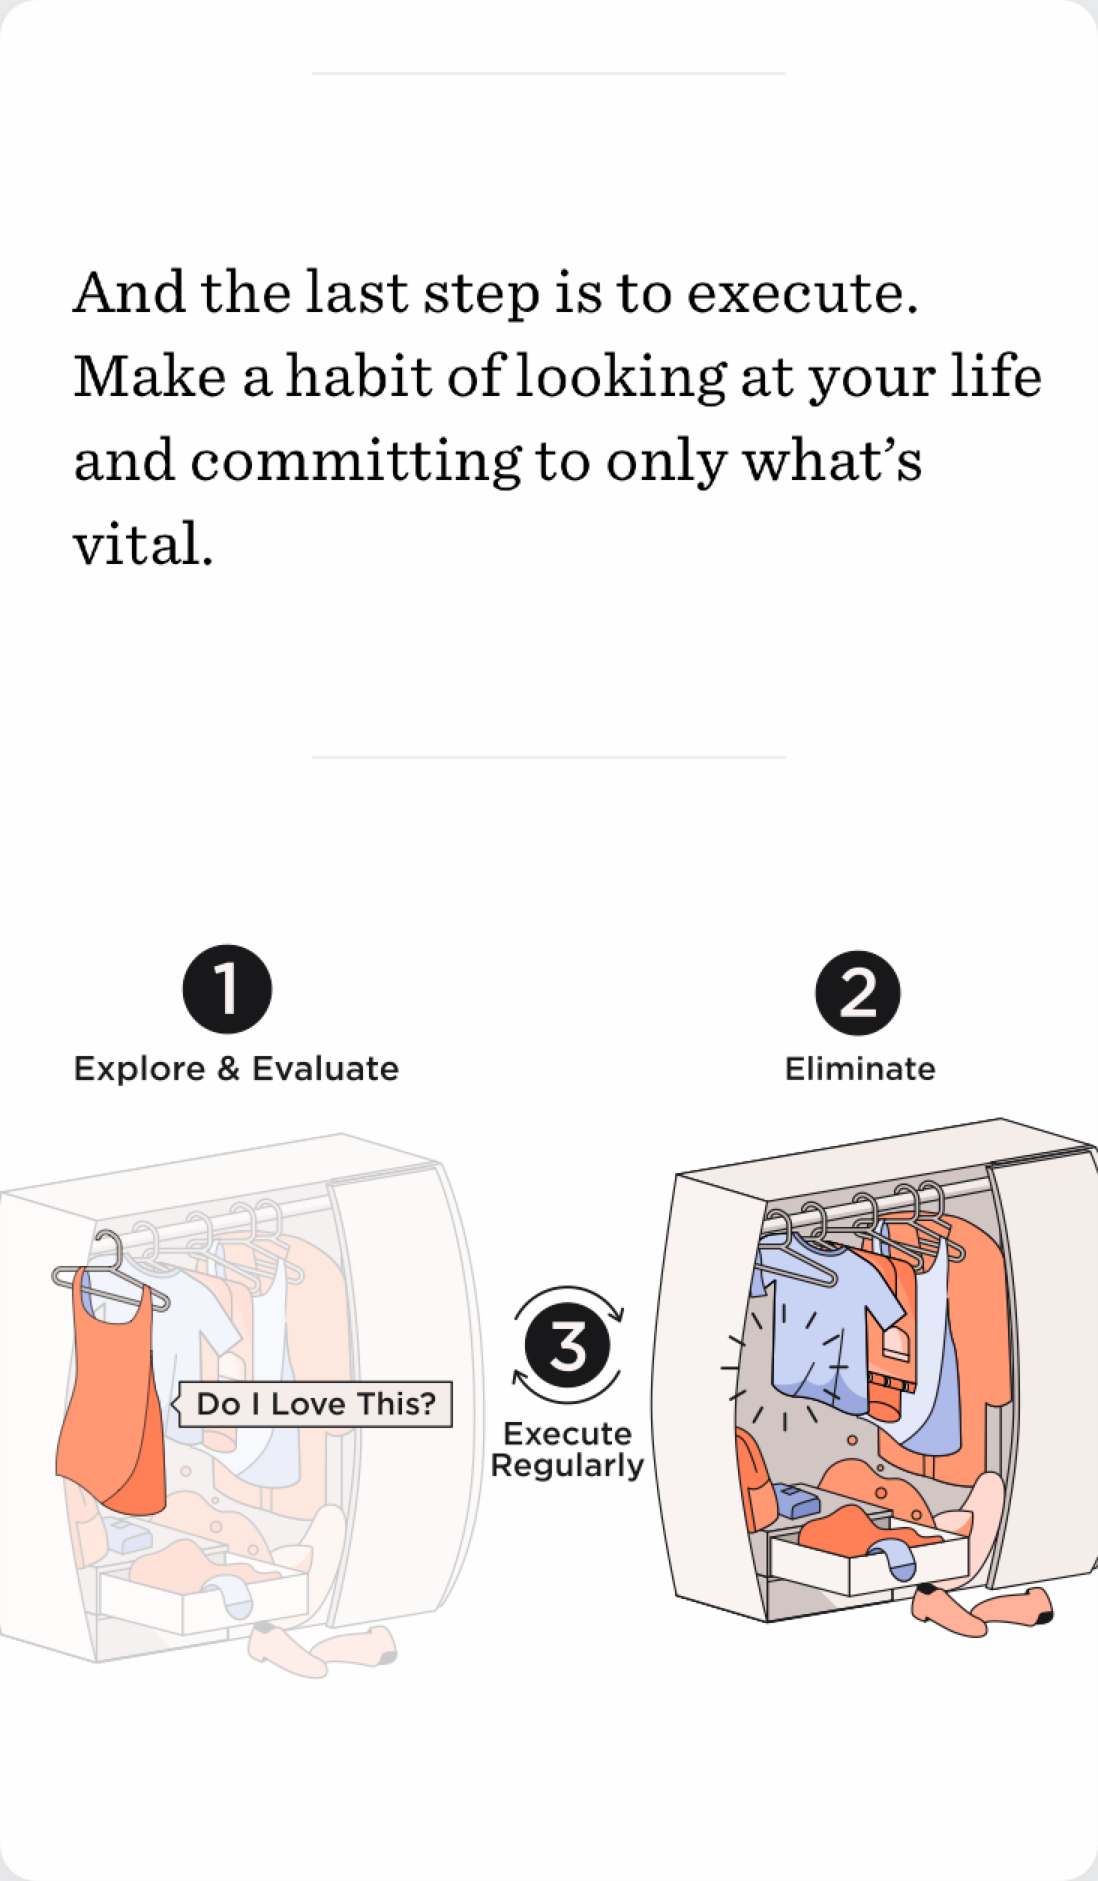 And the last step is to execute.
Make a habit of looking at your life
and committing to only what’s
vital.
1
Explore & Evaluate
2
Eliminate
Do I Love This?
3
Execute
Regularly